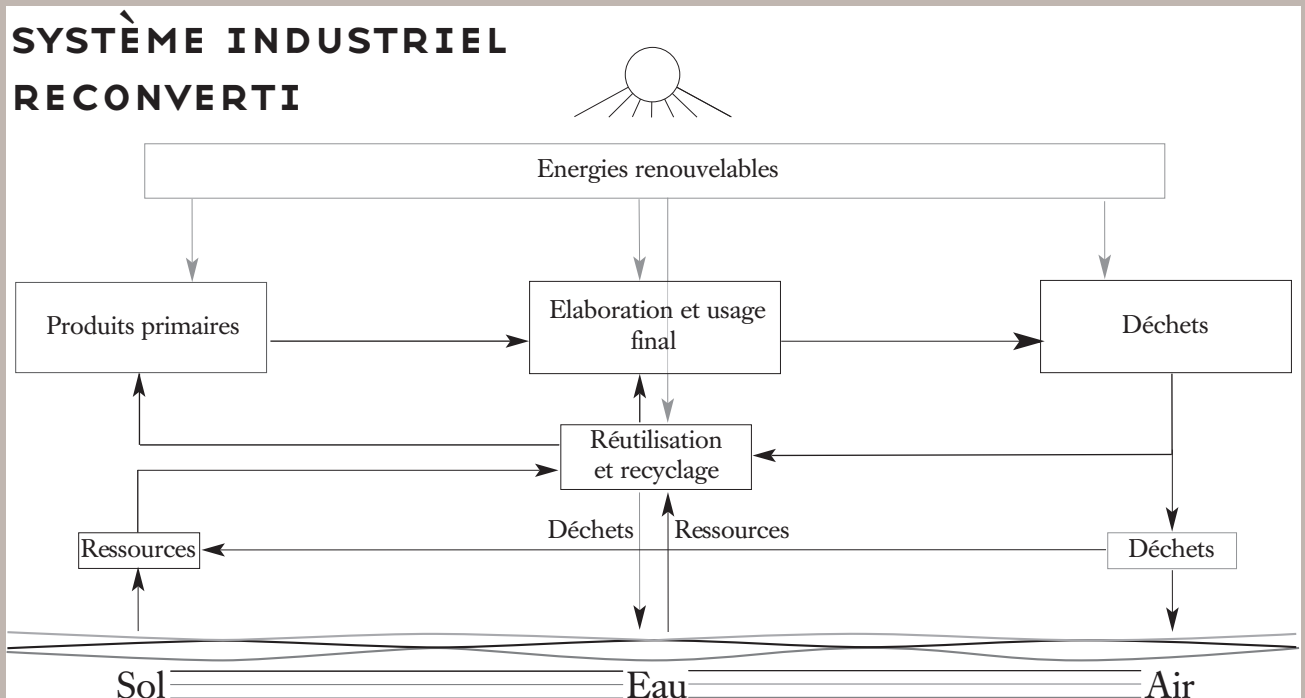 SYSTÈME INDUSTRIEL
RECONVERTI
Energies renouvelables
Produits primaires
Elaboration et usage
final
Déchets
Réutilisation
et recyclage
Déchets
Ressources
Ressources
Déchets
Sol
Eau
Air